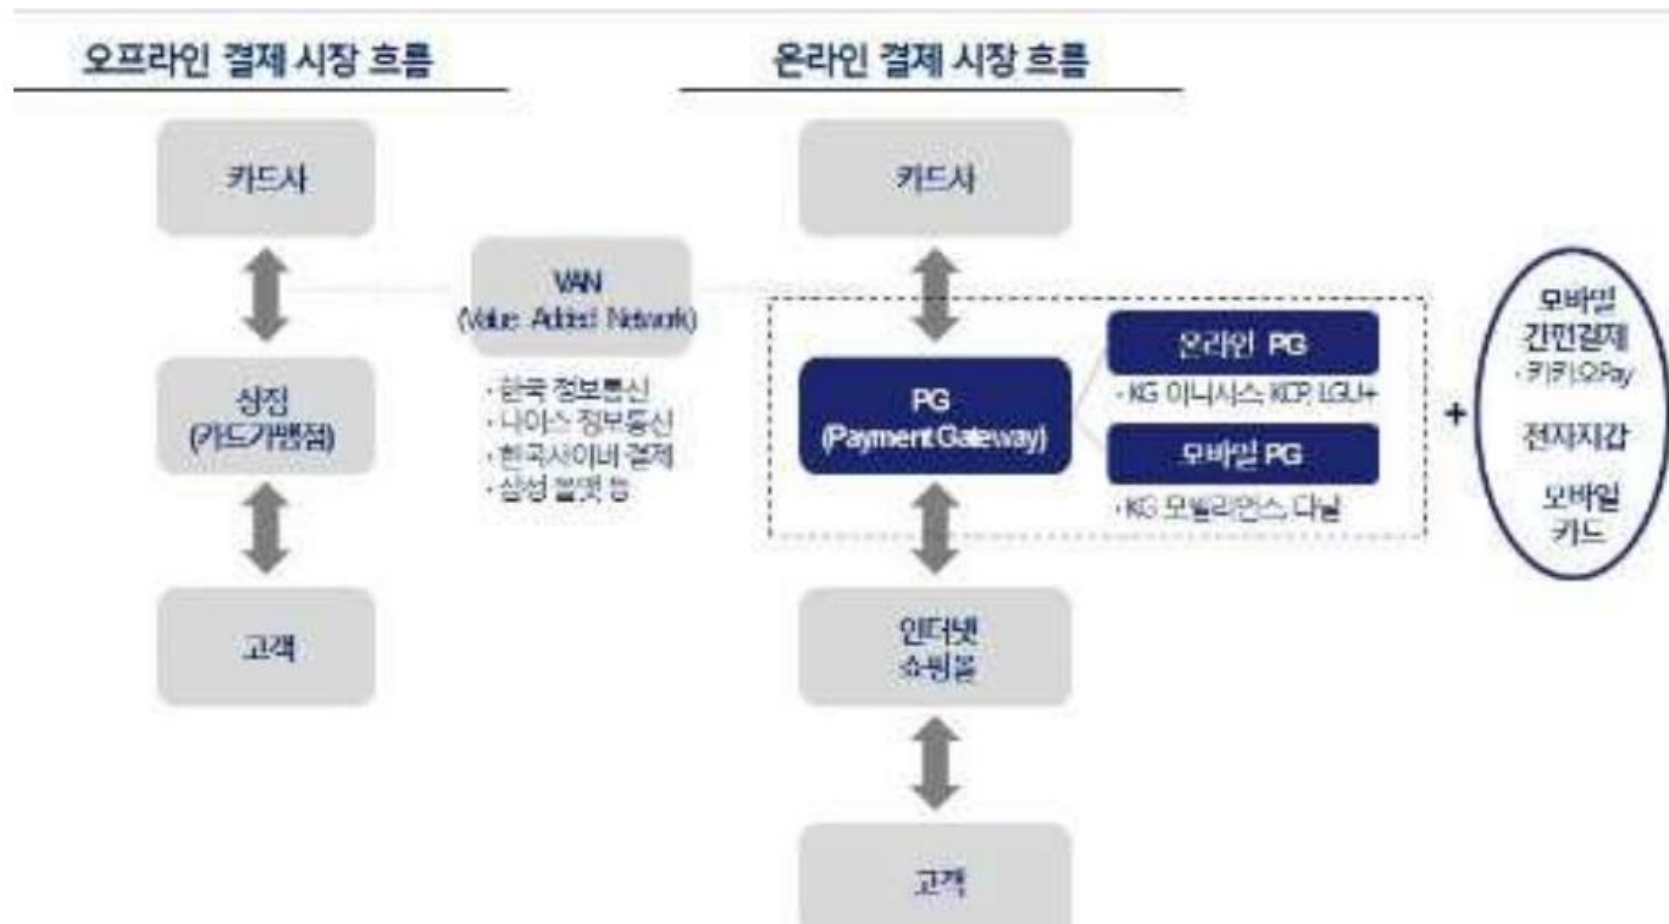 오프라인 결제 시장 흐름
카드사
상점
(카드가맹점)
고객
VAN
(Value Added Network)
· 한국 정보통신
· 나이스 정보통신
· 한국사이버 결제
· 삼성 올앳 등
온라인 결제 시장 흐름
카드사
PG
(Payment Gateway)
온라인 PG
· KG 이니시스, KCP, LGU+
모바일 PG
· KG 모빌리언스, 다날
인터넷
쇼핑몰
고객
+
모바일
간편결제
· 카카오Pay
전자지갑
모바일
카드